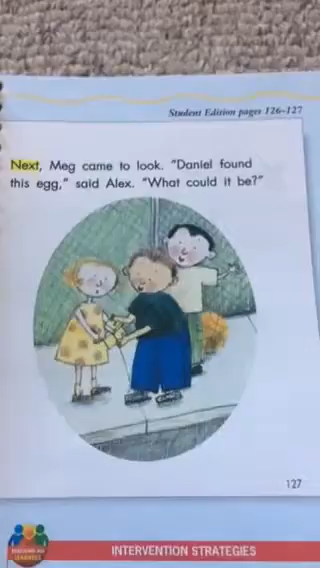 Student Edition pages 126–127
Next, Meg came to look. “Daniel found
this egg,” said Alex. “What could it be?”
127
INTERVENTION STRATEGIES